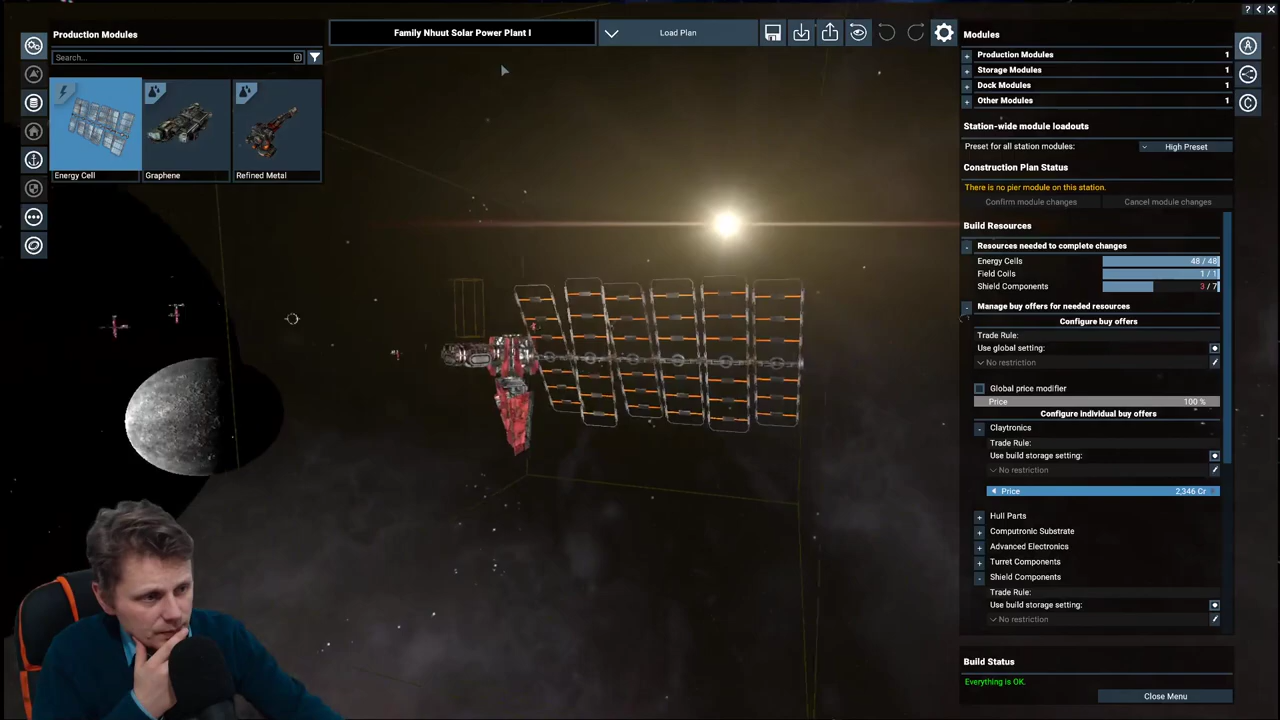 Production Modules
Search...
Energy Cell
Graphene
Refined Metal
Family Nhuut Solar Power Plant I
Load Plan
Modules
Production Modules 1
Storage Modules 1
Dock Modules 1
Other Modules 1
Station-wide module loadouts
Preset for all station modules: High Preset
Construction Plan Status
There is no pier module on this station.
Confirm module changes Cancel module changes
Build Resources
Resources needed to complete changes
Energy Cells 48 / 48
Field Coils 1 / 1
Shield Components 3 / 7
Manage buy offers for needed resources
Configure buy offers
Trade Rule:
Use global setting:
No restriction
Global price modifier
Price 100 %
Configure individual buy offers
Claytronics
Trade Rule:
Use build storage setting:
No restriction
Price 2,346 Cr
Hull Parts
Computronic Substrate
Advanced Electronics
Turret Components
Shield Components
Trade Rule:
Use build storage setting:
No restriction
Build Status
Everything is OK.
Close Menu